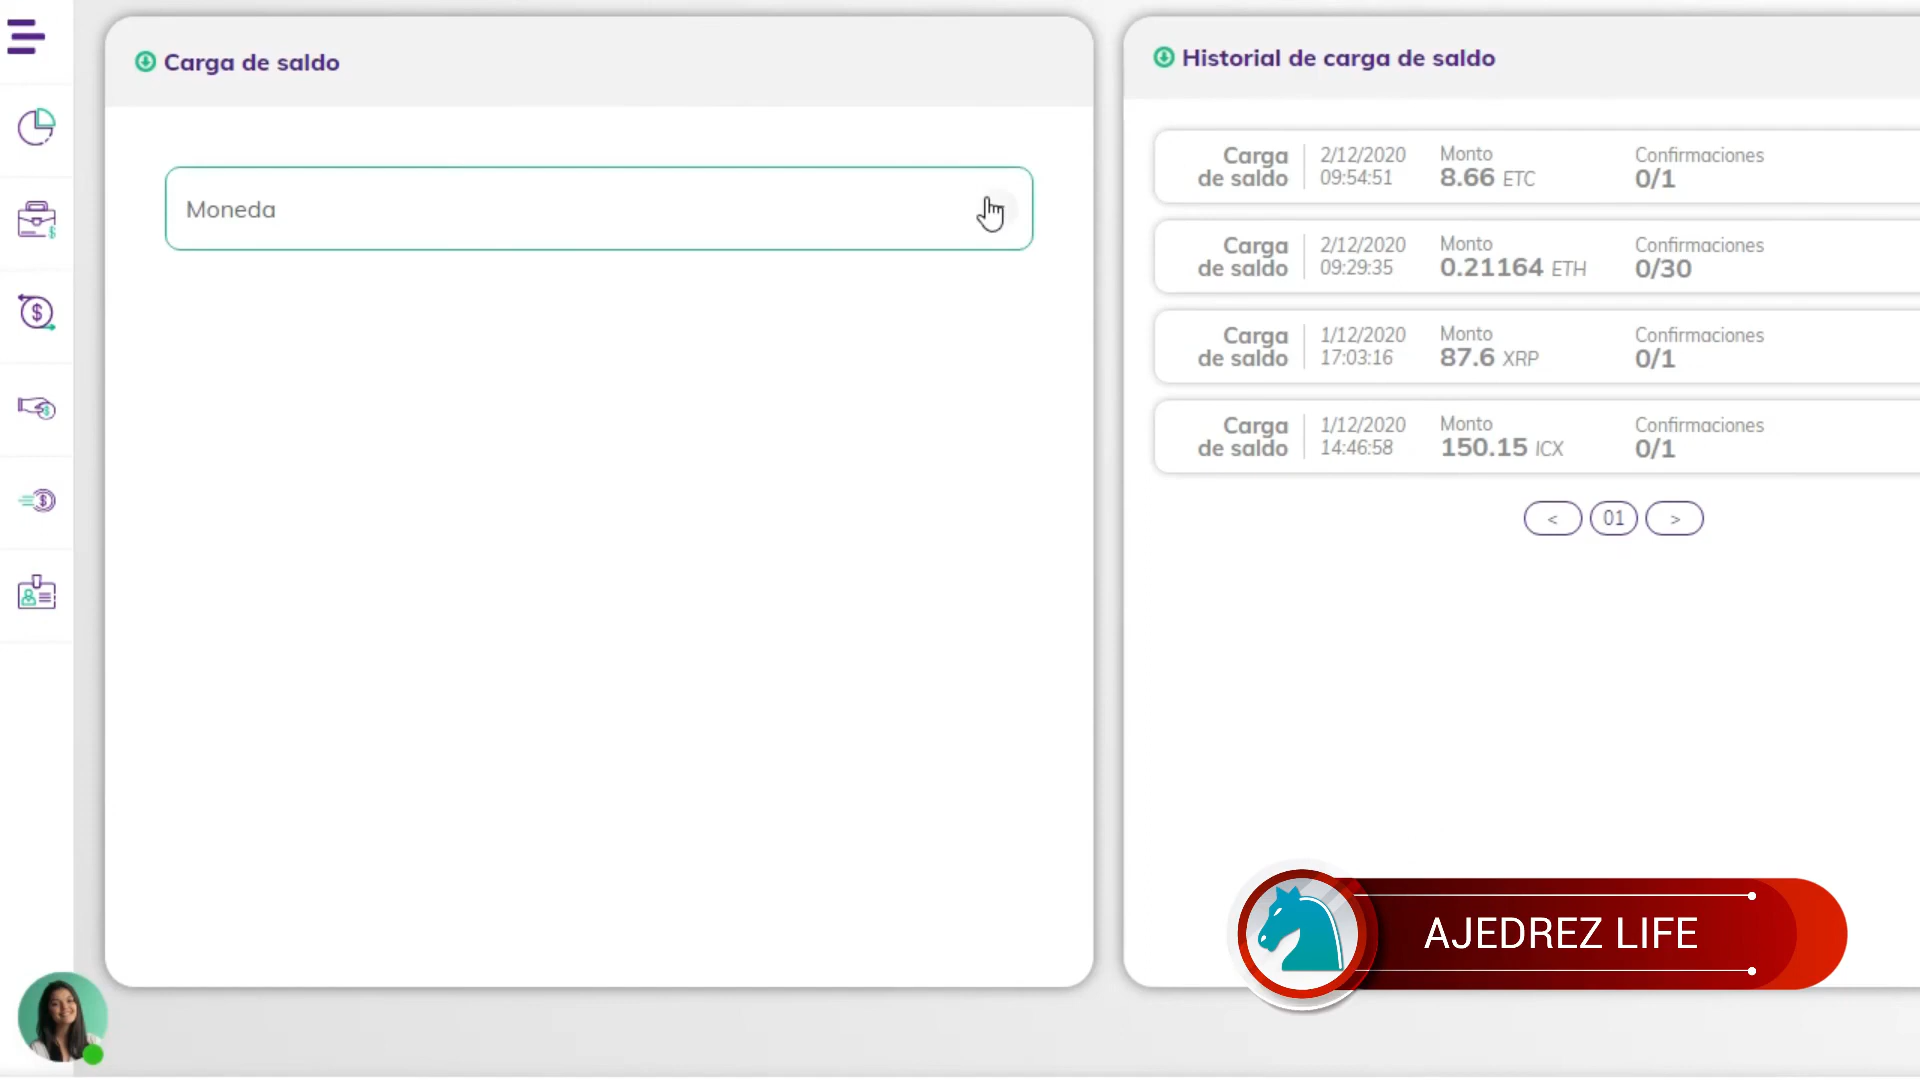 Carga de saldo
Moneda
Historial de carga de saldo
Carga de saldo
2/12/2020
09:54:51
Monto
8.66 ETC
Confirmaciones
0/1
Carga de saldo
2/12/2020
09:29:35
Monto
0.21164 ETH
Confirmaciones
0/30
Carga de saldo
1/12/2020
17:03:16
Monto
87.6 XRP
Confirmaciones
0/1
Carga de saldo
1/12/2020
14:46:58
Monto
150.15 ICX
Confirmaciones
0/1
< 01 >
AJEDREZ LIFE